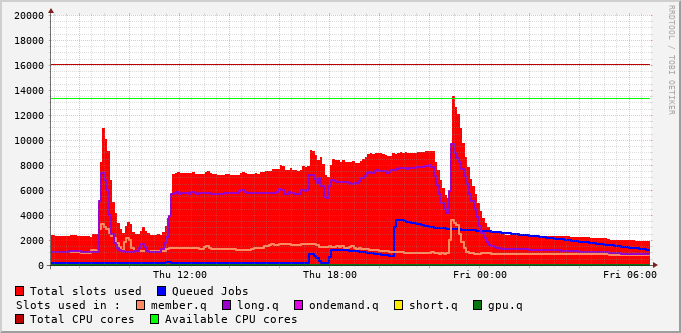 20000
18000
16000
14000
12000
10000
8000
6000
4000
2000
0
Thu 12:00 Thu 18:00 Fri 00:00 Fri 06:00
RRDTOOL / TOBI OETIKER
Total slots used Queued Jobs
Slots used in : member.q long.q ondemand.q short.q gpu.q
Total CPU cores Available CPU cores